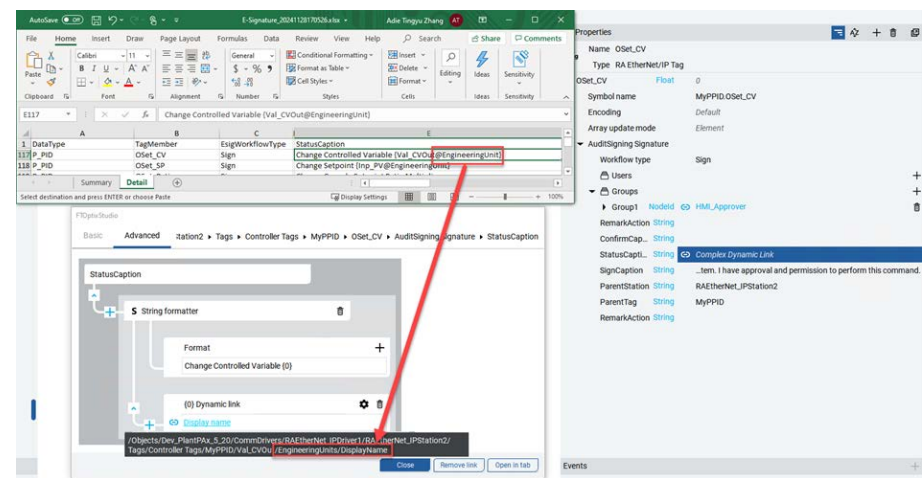 AutoSave On
E-Signature_20241128170526.xlsx
Adie Tingyu Zhang AT
File Home Insert Draw Page Layout Formulas Data Review View Help Search Share Comments
Paste
Calibri 11
B I U A A
General
$ % 9
Conditional Formatting
Format as Table
Cell Styles
Insert
Delete
Format
Editing
Ideas
Sensitivity
Clipboard Font Alignment Number Styles Cells Ideas Sensitivity
E117 fx Change Controlled Variable {Val_CVOut@EngineeringUnit}
A B C E
1 DataType TagMember EsigWorkflowType StatusCaption
117 P_PID OSet_CV Sign Change Controlled Variable {Val_CVOut@EngineeringUnit}
118 P_PID OSet_SP Sign Change Setpoint {Inp_PV@EngineeringUnit}
Summary Detail
Select destination and press ENTER or choose Paste Display Settings 100%
FTOptixStudio
Basic Advanced Station2 Tags Controller Tags MyPPID OSet_CV AuditSigning Signature StatusCaption
StatusCaption
S String formatter
Format
Change Controlled Variable {0}
{0} Dynamic link
Display name
/Objects/Dev_PlantPAx_5_20/CommDrivers/RAEtherNet_IPDriver1/RAEtherNet_IPStation2/
Tags/Controller Tags/MyPPID/Val_CVOut/EngineeringUnits/DisplayName
Close Remove link Open in tab
Properties
Name OSet_CV
Type RA EtherNet/IP Tag
OSet_CV Float 0
Symbol name MyPPID.OSet_CV
Encoding Default
Array update mode Element
AuditSigning Signature
Workflow type Sign
Users
Groups
Group1 NodeId HMI_Approver
RemarkAction String
ConfirmCap... String
StatusCapti... String Complex Dynamic Link
SignCaption String ...tem. I have approval and permission to perform this command.
ParentStation String RAEtherNet_IPStation2
ParentTag String MyPPID
RemarkAction String
Events